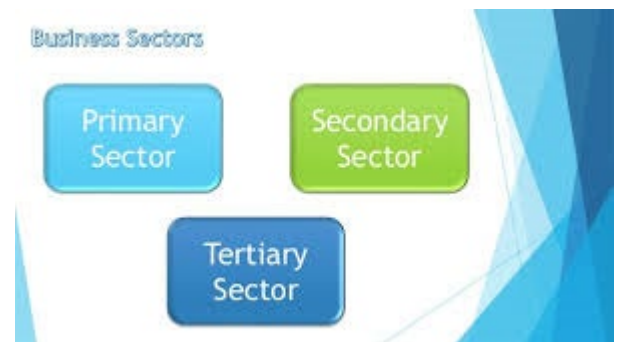 Business Sectors
Primary
Sector
Secondary
Sector
Tertiary
Sector